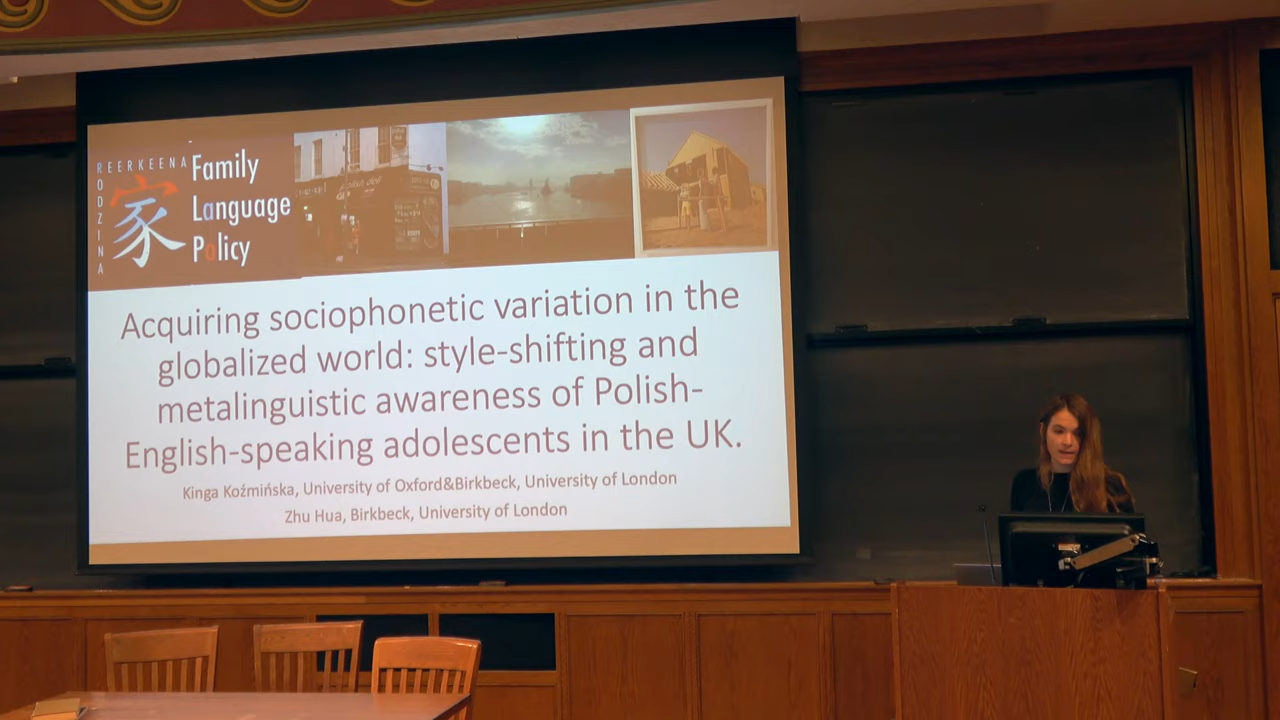 REERKEENA
RODZINA
家
Family
Language
Policy
Acquiring sociophonetic variation in the
globalized world: style-shifting and
metalinguistic awareness of Polish-
English-speaking adolescents in the UK.
Kinga Koźmińska, University of Oxford&Birkbeck, University of London
Zhu Hua, Birkbeck, University of London